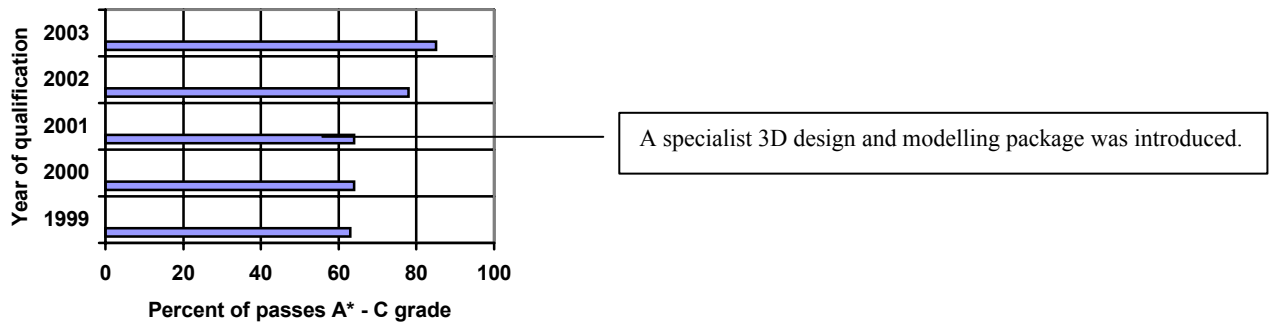 Year of qualification
2003
2002
2001
2000
1999
0 20 40 60 80 100
Percent of passes A* - C grade
A specialist 3D design and modelling package was introduced.